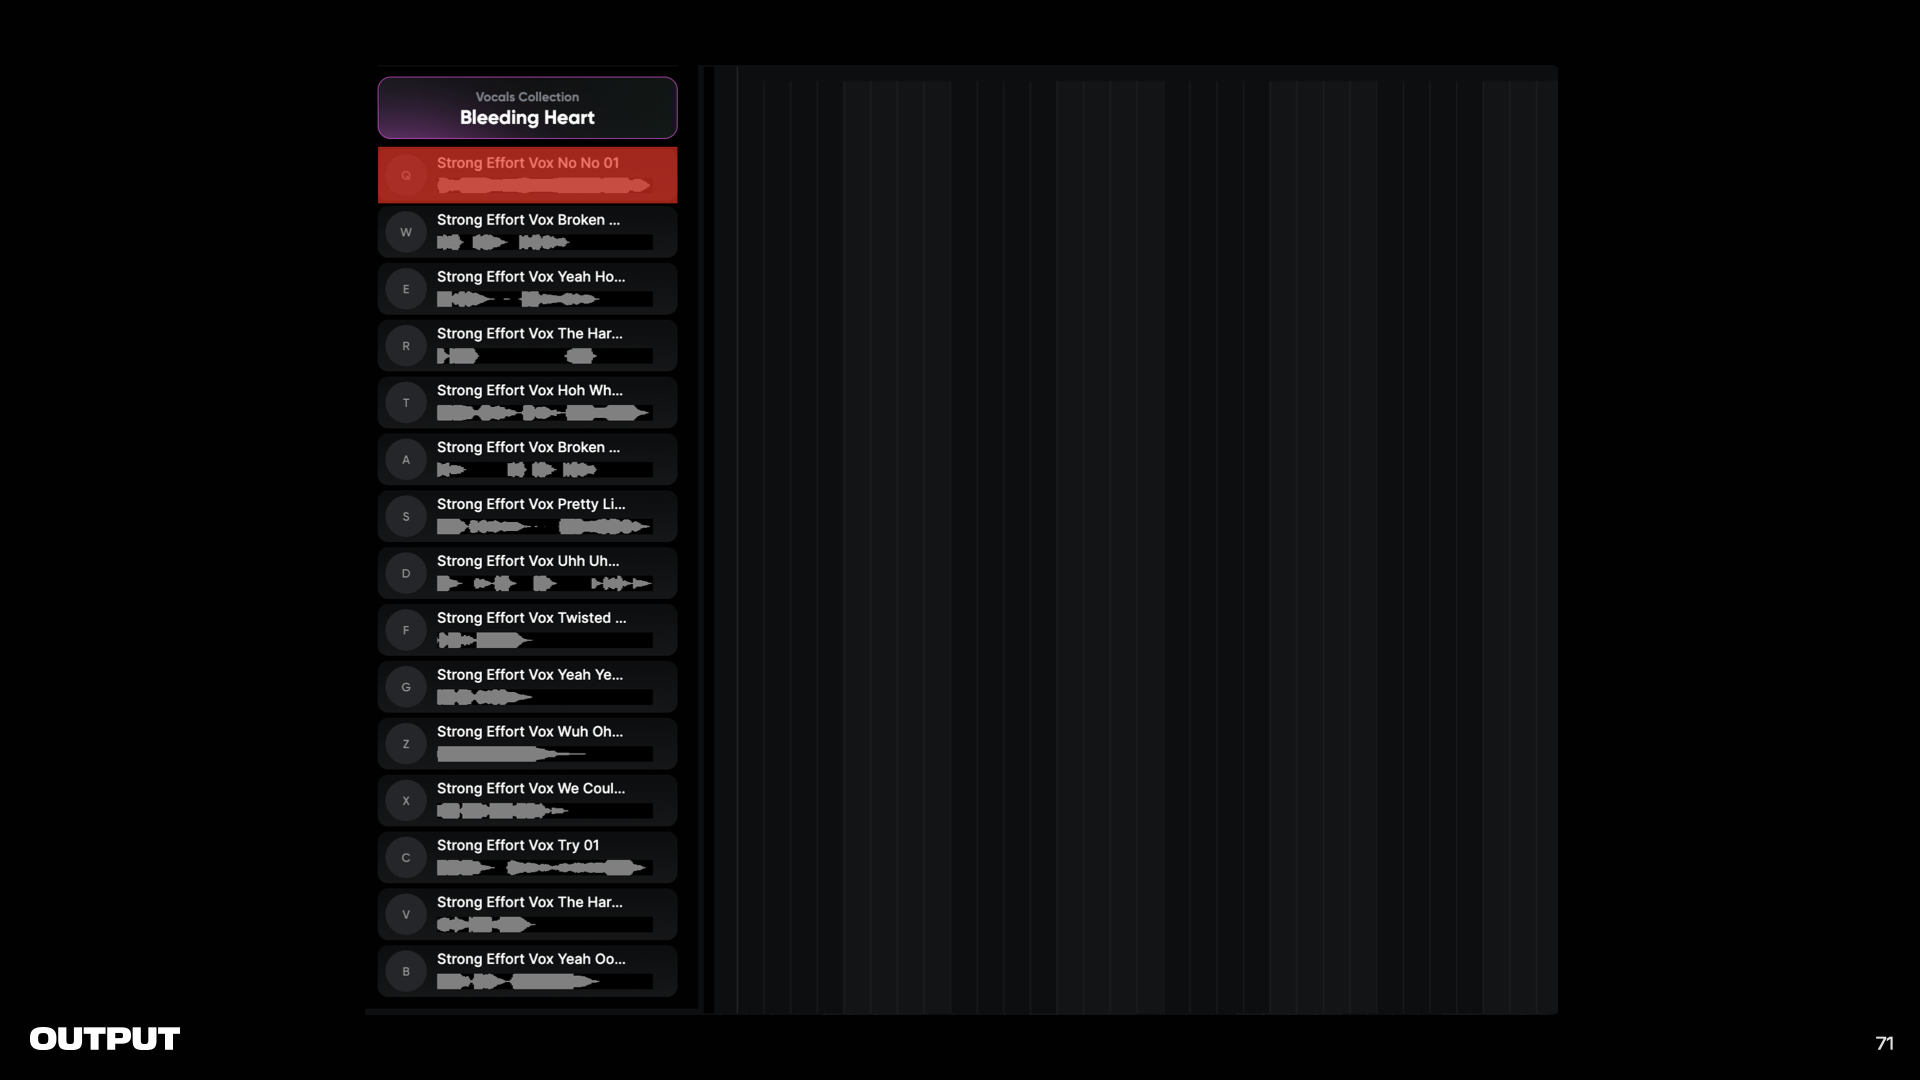 Vocals Collection
Bleeding Heart
Q
Strong Effort Vox No No 01
W
Strong Effort Vox Broken ...
E
Strong Effort Vox Yeah Ho...
R
Strong Effort Vox The Har...
T
Strong Effort Vox Hoh Wh...
A
Strong Effort Vox Broken ...
S
Strong Effort Vox Pretty Li...
D
Strong Effort Vox Uhh Uh...
F
Strong Effort Vox Twisted ...
G
Strong Effort Vox Yeah Ye...
Z
Strong Effort Vox Wuh Oh...
X
Strong Effort Vox We Coul...
C
Strong Effort Vox Try 01
V
Strong Effort Vox The Har...
B
Strong Effort Vox Yeah Oo...
OUTPUT
71